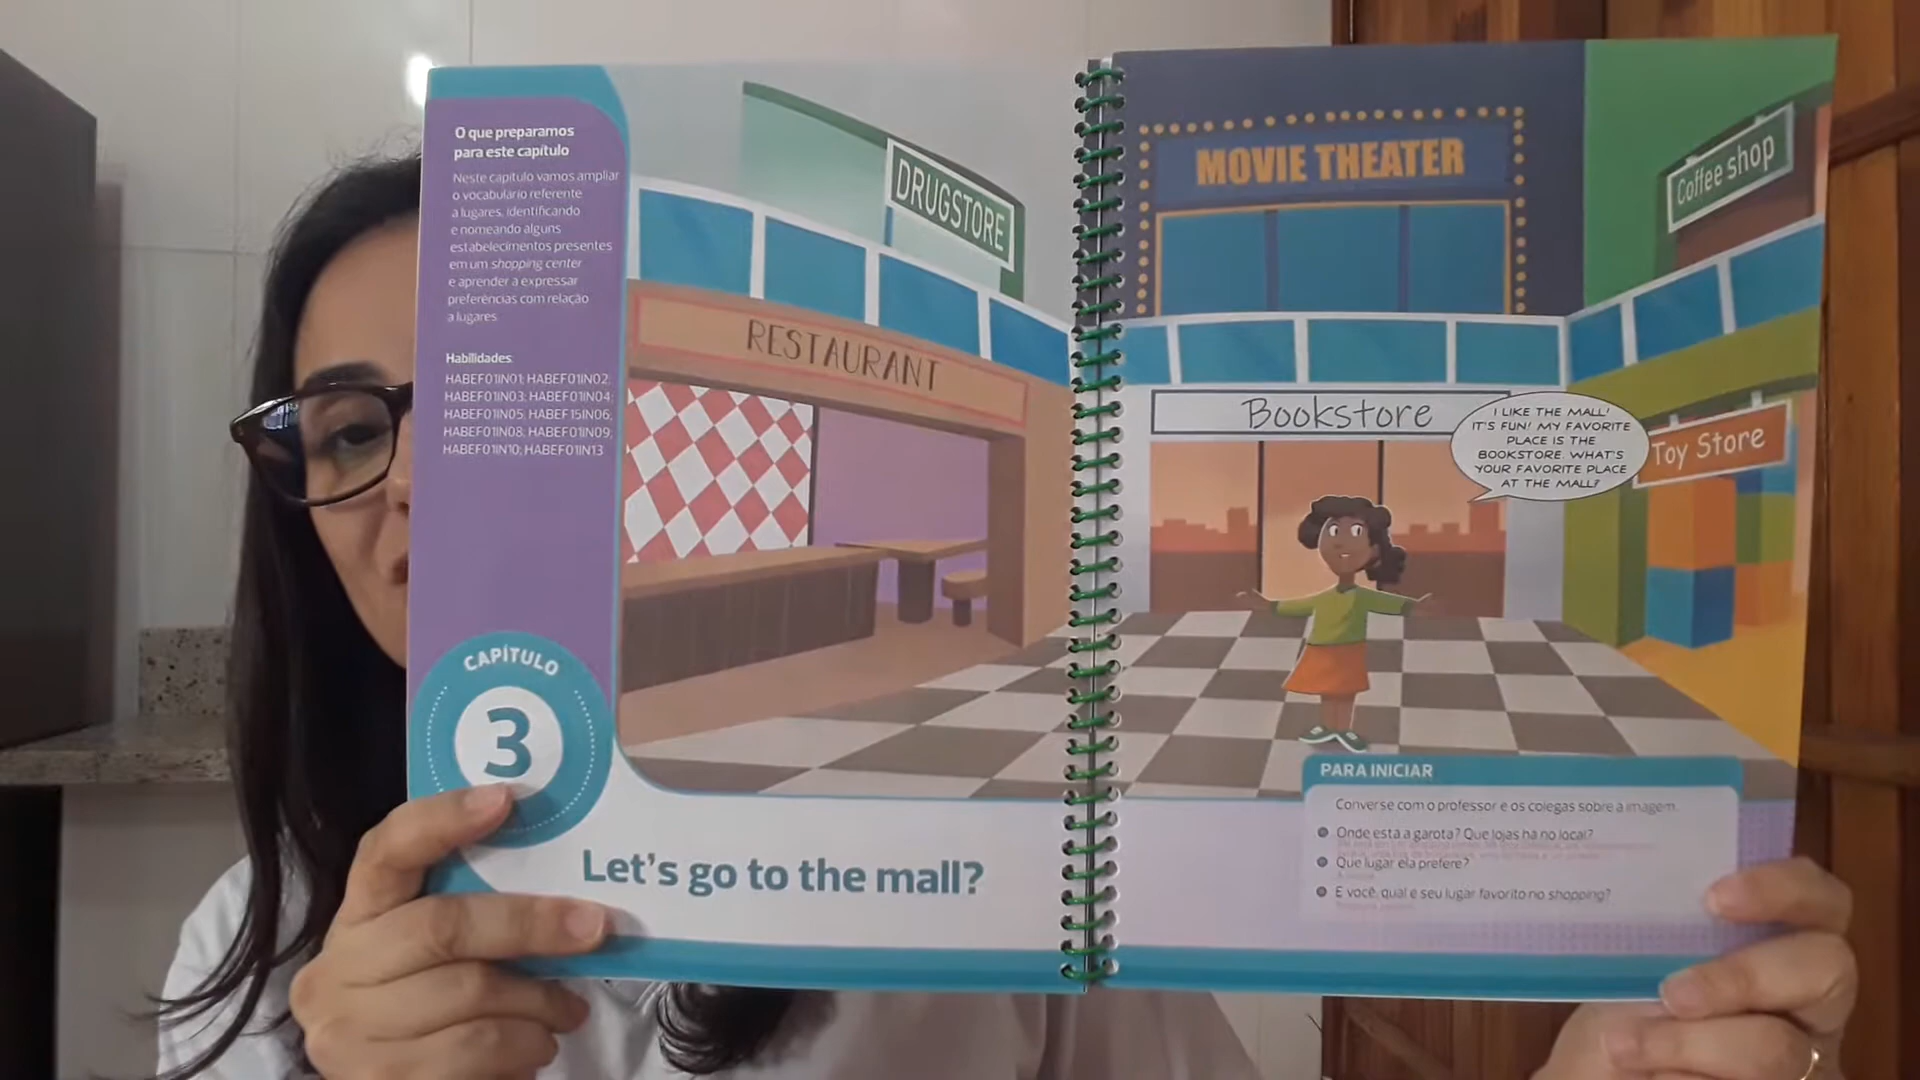 O que preparamos
para este capítulo
Neste capítulo vamos ampliar
o vocabulário referente
a lugares, identificando
e nomeando alguns
estabelecimentos presentes
em um shopping center
e aprender a expressar
preferências com relação
a lugares.
Habilidades:
HABEF01IN01; HABEF01IN02;
HABEF01IN03; HABEF01IN04;
HABEF01IN05; HABEF15IN06;
HABEF01IN08; HABEF01IN09;
HABEF01IN10; HABEF01IN13
CAPÍTULO
3
Let's go to the mall?
DRUGSTORE
RESTAURANT
MOVIE THEATER
Coffee shop
Bookstore
Toy Store
I LIKE THE MALL!
IT'S FUN! MY FAVORITE
PLACE IS THE
BOOKSTORE. WHAT'S
YOUR FAVORITE PLACE
AT THE MALL?
PARA INICIAR
Converse com o professor e os colegas sobre a imagem.
Onde está a garota? Que lojas há no local?
Que lugar ela prefere?
E você, qual é seu lugar favorito no shopping?